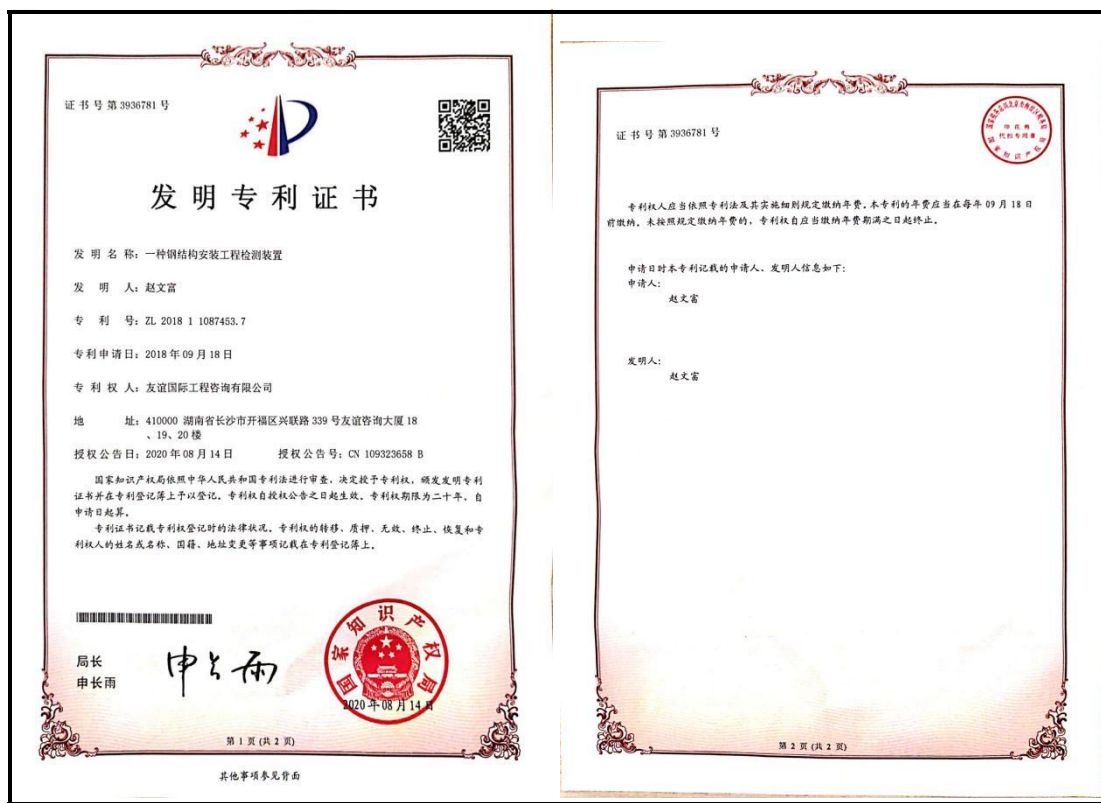 证书号第3936781号
发明专利证书
发 明 名 称：一种钢结构安装工程检测装置
发 明 人：赵文富
专 利 号：ZL 2018 1 1087453.7
专利申请日：2018年09月18日
专 利 权 人：友谊国际工程咨询有限公司
地 址：410000 湖南省长沙市开福区兴联路339号友谊咨询大厦18
、19、20楼
授权公告日：2020年08月14日 授权公告号：CN 109323658 B
国家知识产权局依照中华人民共和国专利法进行审查，决定授予专利权，颁发发明专利
证书并在专利登记簿上予以登记。专利权自授权公告之日起生效。专利权期限为二十年，自
申请日起算。
专利证书记载专利权登记时的法律状况。专利权的转移、质押、无效、终止、恢复和专
利权人的姓名或名称、国籍、地址变更等事项记载在专利登记簿上。
局长
申长雨
申长雨
国家知识产权局
2020年08月14日
第 1 页 (共 2 页)
其他事项参见背面
证书号第3936781号
印花税
代扣专用章
国家知识产权局
专利权人应当依照专利法及其实施细则规定缴纳年费。本专利的年费应当在每年09月18日
前缴纳。未按照规定缴纳年费的，专利权自应当缴纳年费期满之日起终止。
申请日时本专利记载的申请人、发明人信息如下：
申请人：
赵文富
发明人：
赵文富
第 2 页 (共 2 页)